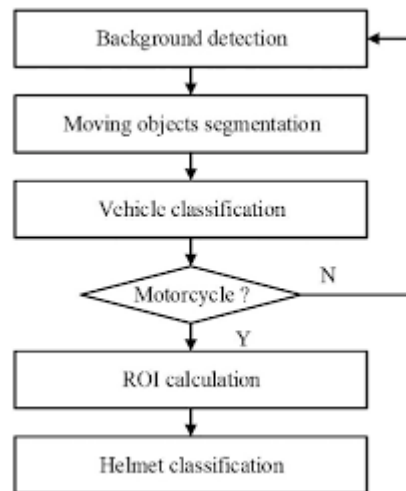 Background detection
Moving objects segmentation
Vehicle classification
Motorcycle ?
N
Y
ROI calculation
Helmet classification